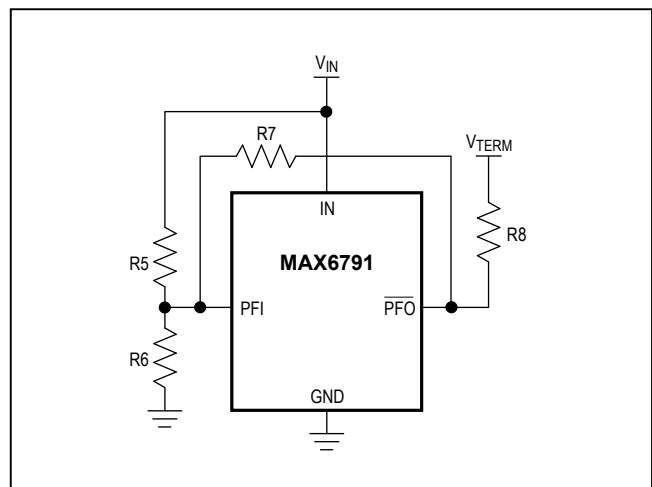 VIN
R7
VTERM
IN
R8
R5
MAX6791
PFI
PFO
R6
GND